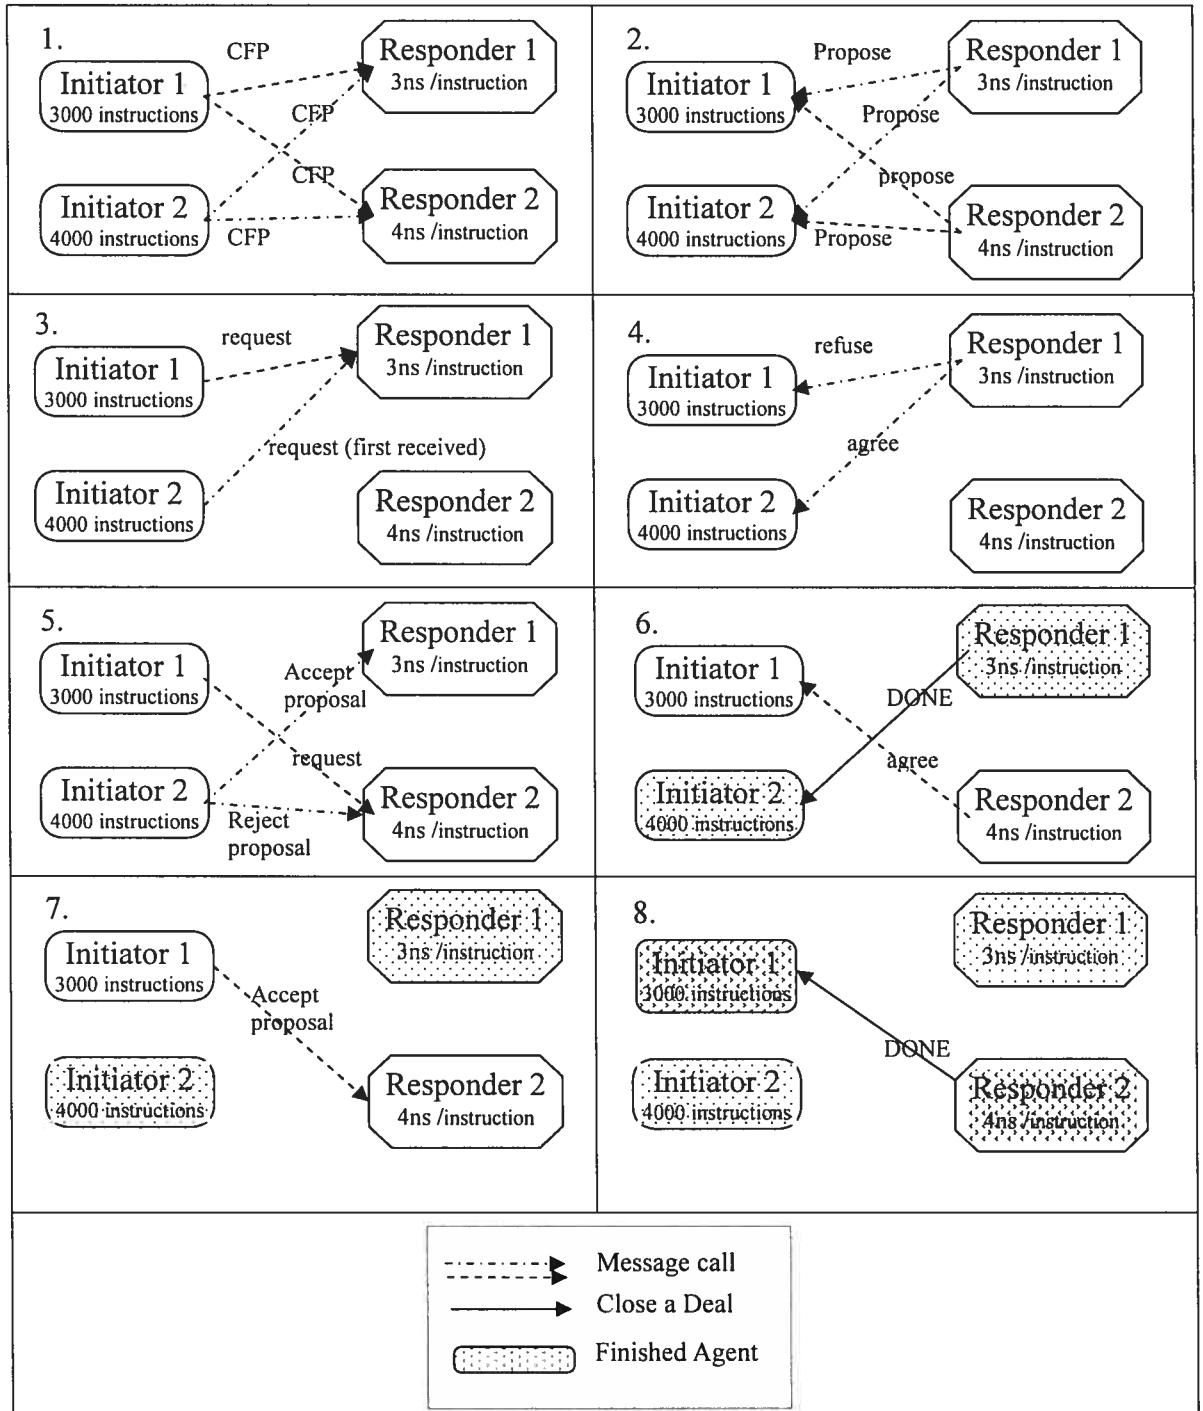 1.
CFP
Initiator 1
3000 instructions
Responder 1
3ns/instruction
CFP
CFP
Initiator 2
4000 instructions
CFP
Responder 2
4ns /instruction
2.
Propose
Initiator 1
3000 instructions
Responder 1
3ns /instruction
Propose
propose
Initiator 2
4000 instructions
Propose
Responder 2
4ns /instruction
3.
request
Initiator 1
3000 instructions
Responder 1
3ns /instruction
request (first received)
Initiator 2
4000 instructions
Responder 2
4ns /instruction
4.
refuse
Initiator 1
3000 instructions
Responder 1
3ns /instruction
agree
Initiator 2
4000 instructions
Responder 2
4ns /instruction
5.
Initiator 1
3000 instructions
Responder 1
3ns /instruction
Accept
proposal
request
Initiator 2
4000 instructions
Reject
proposal
Responder 2
4ns /instruction
6.
Initiator 1
3000 instructions
Responder 1
3ns /instruction
DONE
agree
Initiator 2
4000 instructions
Responder 2
4ns /instruction
7.
Initiator 1
3000 instructions
Responder 1
3ns /instruction
Accept
proposal
Initiator 2
4000 instructions
Responder 2
4ns /instruction
8.
Initiator 1
3000 instructions
Responder 1
3ns /instruction
DONE
Initiator 2
4000 instructions
Responder 2
4ns /instruction
Message call
Close a Deal
Finished Agent